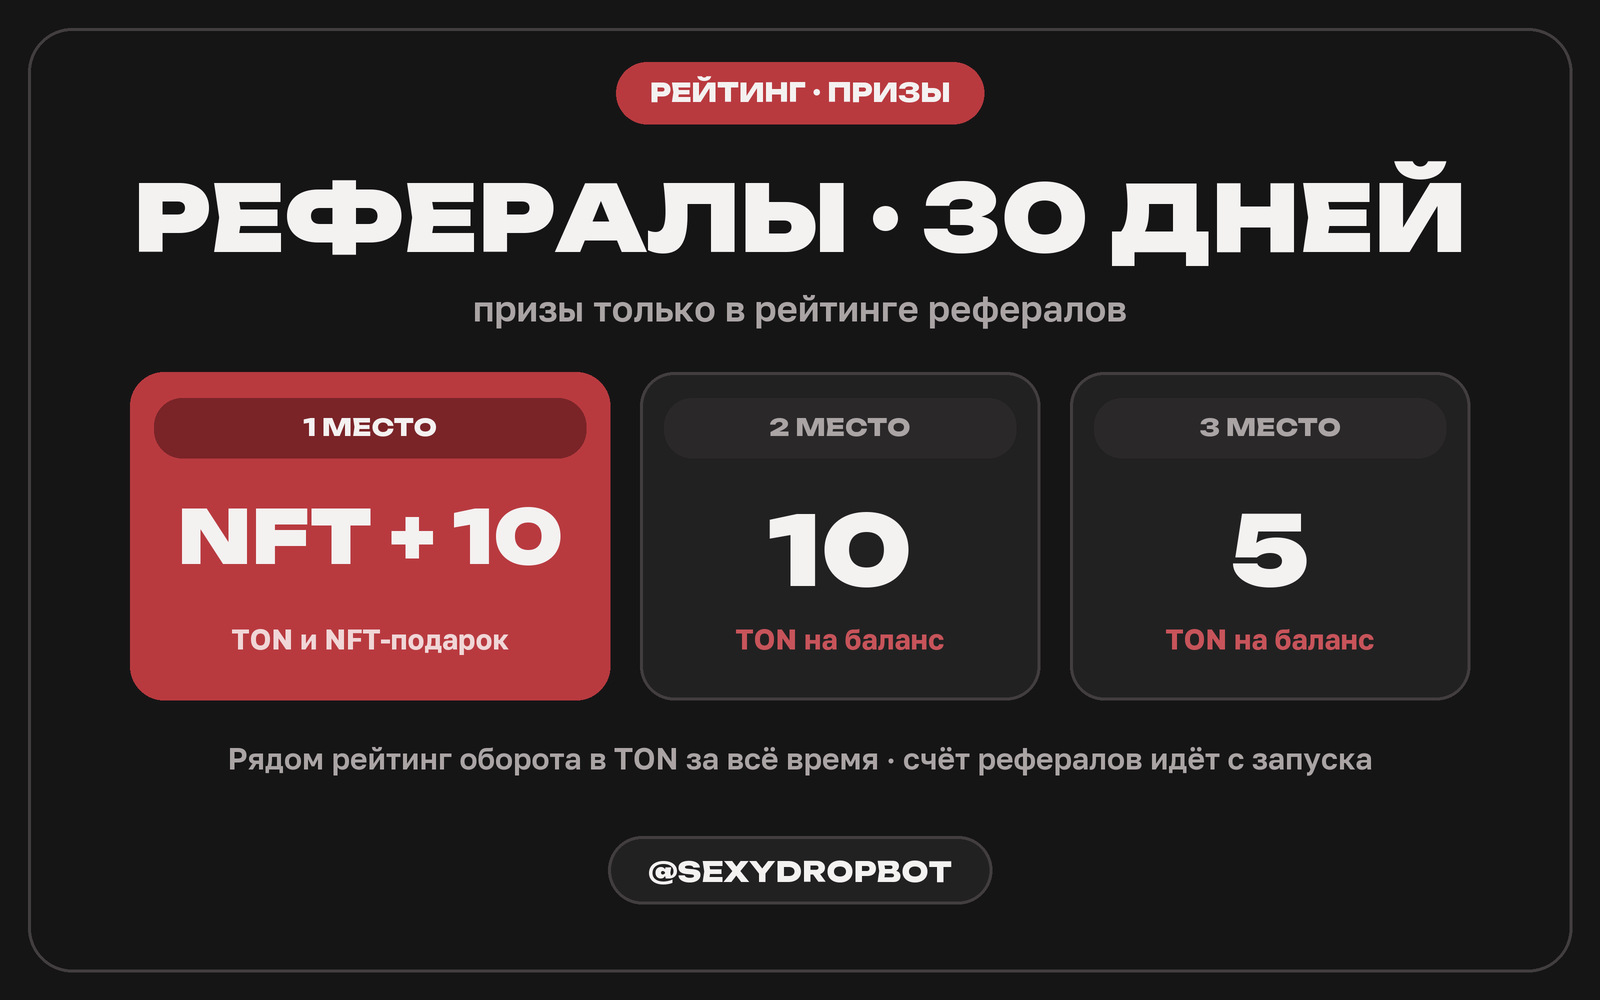 РЕЙТИНГ · ПРИЗЫ
РЕФЕРАЛЫ · 30 ДНЕЙ
призы только в рейтинге рефералов
1 МЕСТО
NFT + 10
TON и NFT-подарок
2 МЕСТО
10
TON на баланс
3 МЕСТО
5
TON на баланс
Рядом рейтинг оборота в TON за всё время · счёт рефералов идёт с запуска
@SEXYDROPBOT